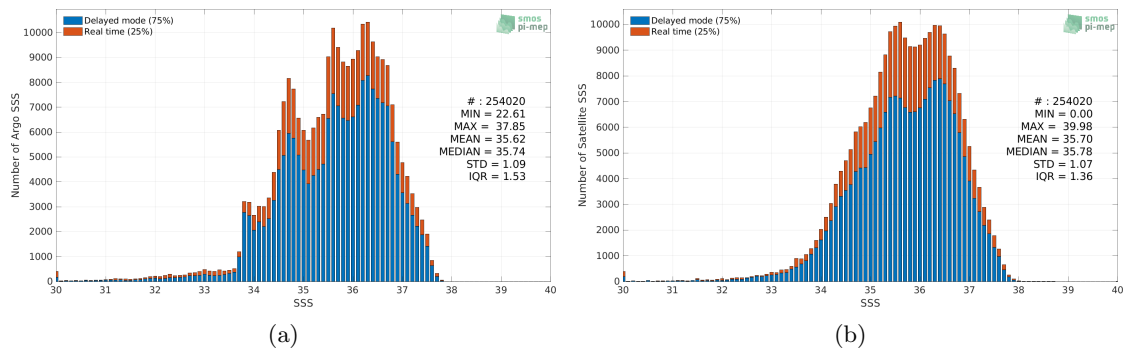 Delayed mode (75%)
Real time (25%)
smos
pi-mep
10000
9000
8000
7000
6000
5000
4000
3000
2000
1000
0
Number of Argo SSS
# : 254020
MIN = 22.61
MAX = 37.85
MEAN = 35.62
MEDIAN = 35.74
STD = 1.09
IQR = 1.53
30 31 32 33 34 35 36 37 38 39 40
SSS
(a)
Delayed mode (75%)
Real time (25%)
smos
pi-mep
10000
9000
8000
7000
6000
5000
4000
3000
2000
1000
0
Number of Satellite SSS
# : 254020
MIN = 0.00
MAX = 39.98
MEAN = 35.70
MEDIAN = 35.78
STD = 1.07
IQR = 1.36
30 31 32 33 34 35 36 37 38 39 40
SSS
(b)